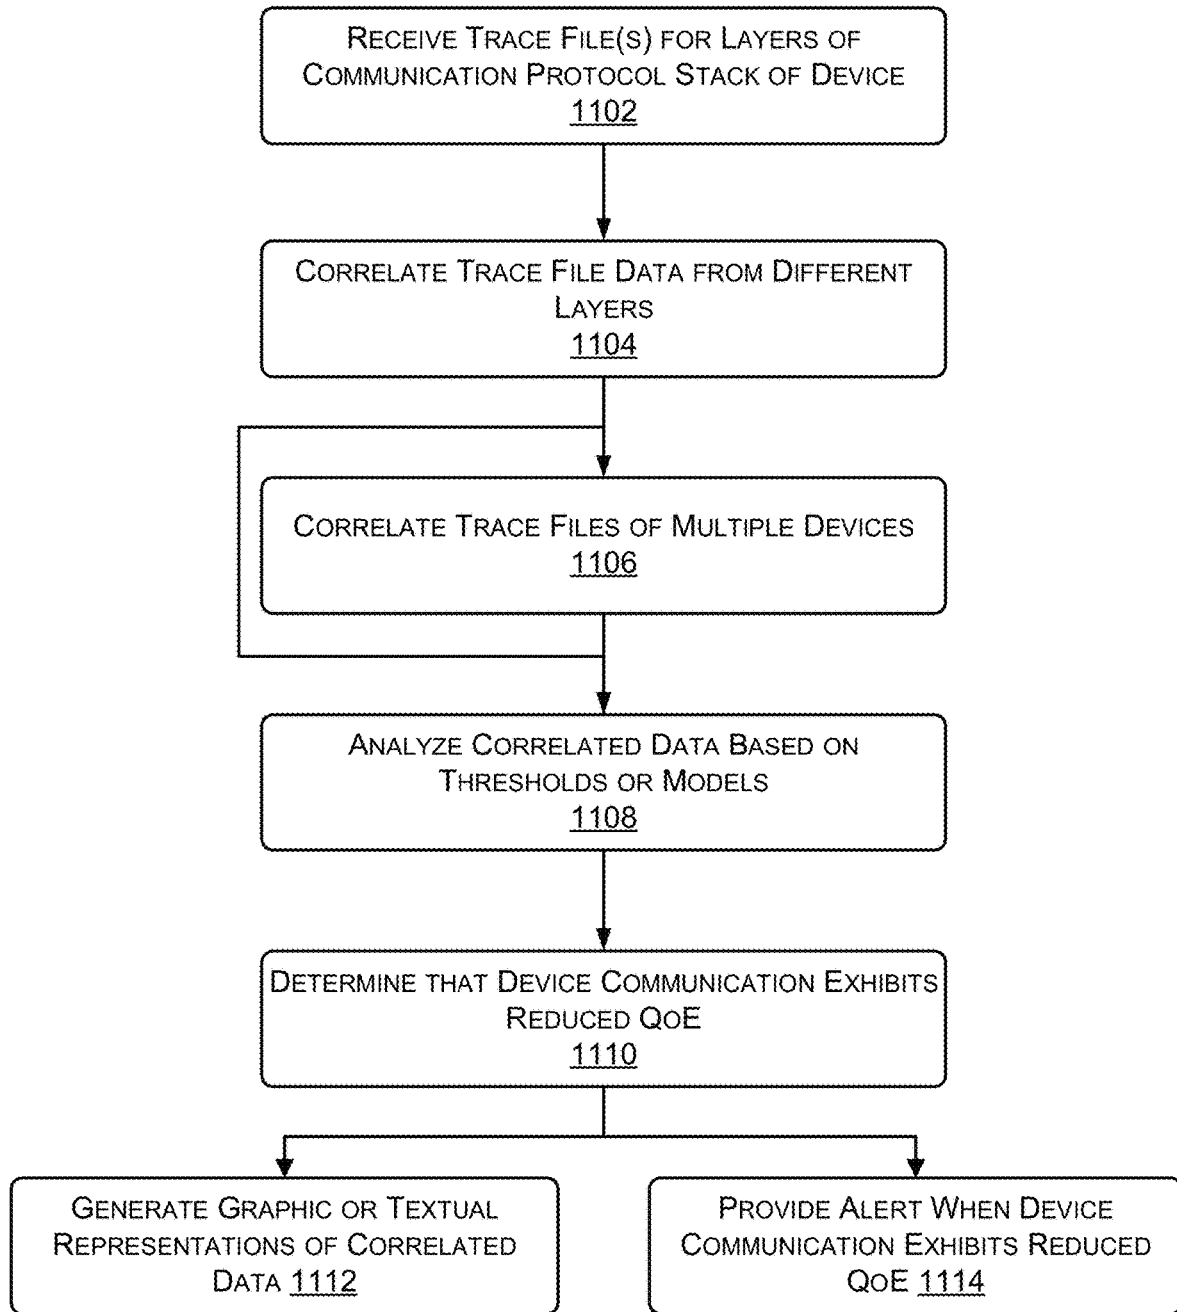 RECEIVE TRACE FILE(S) FOR LAYERS OF
COMMUNICATION PROTOCOL STACK OF DEVICE
1102
CORRELATE TRACE FILE DATA FROM DIFFERENT
LAYERS
1104
CORRELATE TRACE FILES OF MULTIPLE DEVICES
1106
ANALYZE CORRELATED DATA BASED ON
THRESHOLDS OR MODELS
1108
DETERMINE THAT DEVICE COMMUNICATION EXHIBITS
REDUCED QOE
1110
GENERATE GRAPHIC OR TEXTUAL
REPRESENTATIONS OF CORRELATED
DATA 1112
PROVIDE ALERT WHEN DEVICE
COMMUNICATION EXHIBITS REDUCED
QOE 1114